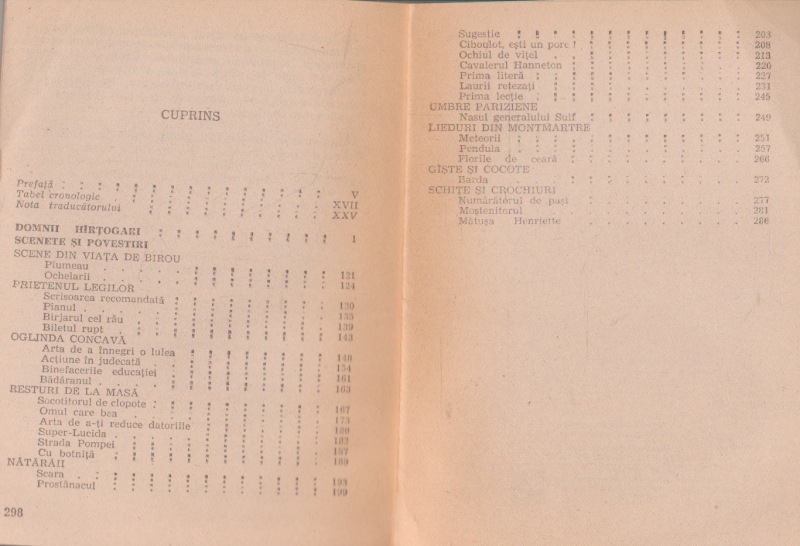 CUPRINS
Prefață V
Tabel cronologic XVII
Nota traducătorului XXV
DOMNII HÎRȚOGARI 1
SCENETE ȘI POVESTIRI
SCENE DIN VIAȚA DE BIROU
Plumeau 121
Ochelarii 124
PRIETENUL LEGILOR
Scrisoarea recomandată 130
Pianul 135
Birjarul cel rău 139
Biletul rupt 143
OGLINDA CONCAVĂ
Arta de a înnegri o lulea 148
Acțiune în judecată 154
Binefacerile educației 161
Bădăranul 163
RESTURI DE LA MASĂ
Socotitorul de clopote 167
Omul care bea 173
Arta de a-ți reduce datoriile 180
Super-Lucida 182
Strada Pompei 187
Cu botniță 189
NĂTĂRĂII
Scara 193
Prostănacul 199
298
Sugestie 203
Ciboulot, ești un porc! 208
Ochiul de vițel 213
Cavalerul Hanneton 220
Prima literă 227
Laurii retezați 231
Prima lecție 245
UMBRE PARIZIENE
Nasul generalului Suif 249
LIEDURI DIN MONTMARTRE
Meteorii 251
Pendula 257
Florile de ceară 266
GÎȘTE ȘI COCOTE
Barda 272
SCHIȚE ȘI CROCHIURI
Numărătorul de pași 277
Moștenitorul 281
Mătușa Henriette 286